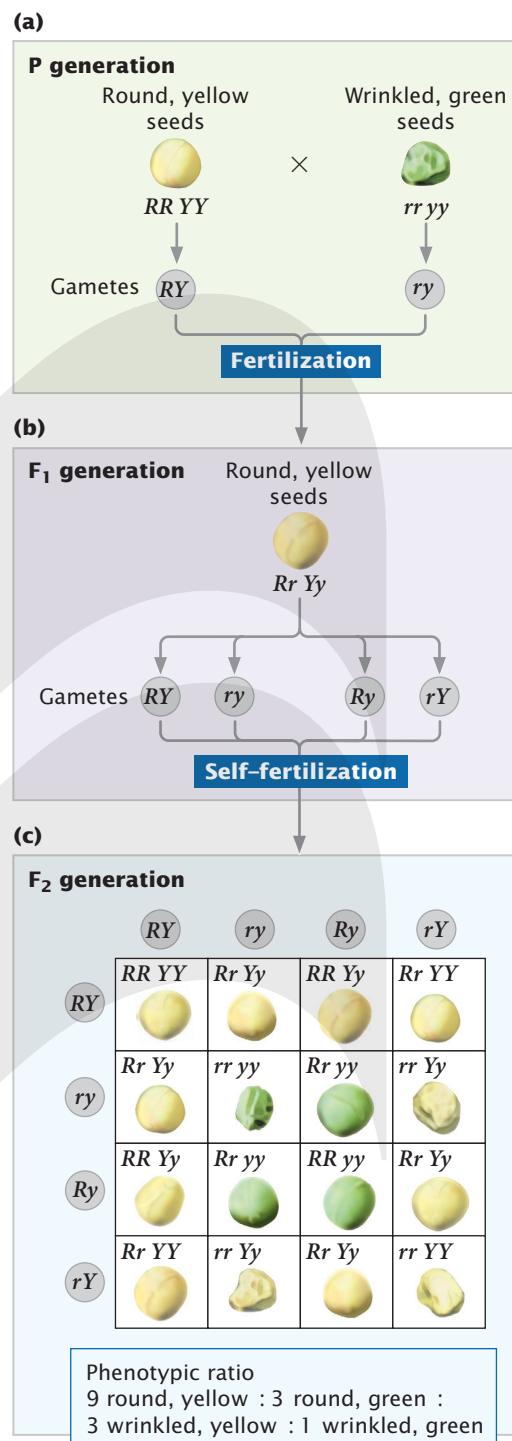 (a)
P generation
Round, yellow
seeds
Wrinkled, green
seeds
×
RR YY
rr yy
Gametes
RY
ry
Fertilization
(b)
F₁ generation
Round, yellow
seeds
Rr Yy
Gametes
RY
ry
Ry
rY
Self–fertilization
(c)
F₂ generation
RY ry Ry rY
RY
RR YY Rr Yy RR Yy Rr YY
ry
Rr Yy rr yy Rr yy rr Yy
Ry
RR Yy Rr yy RR yy Rr Yy
rY
Rr YY rr Yy Rr Yy rr YY
Phenotypic ratio
9 round, yellow : 3 round, green :
3 wrinkled, yellow : 1 wrinkled, green